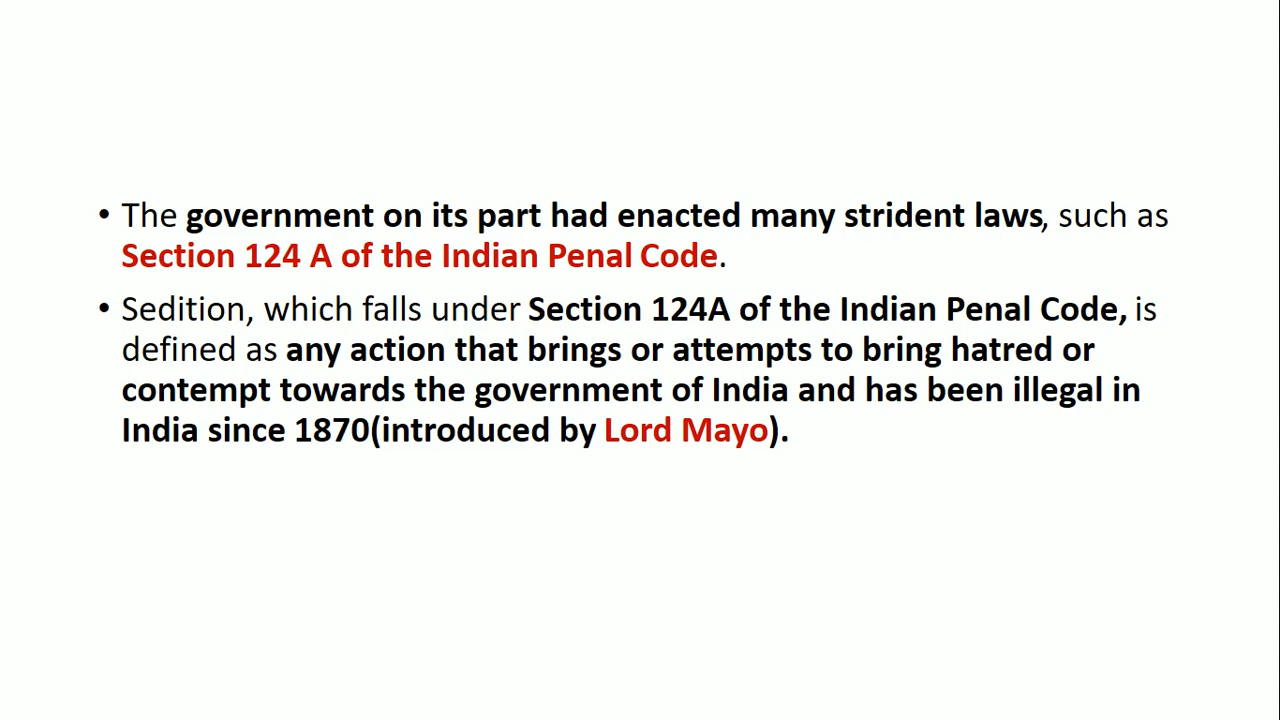 • The government on its part had enacted many strident laws, such as
Section 124 A of the Indian Penal Code.
• Sedition, which falls under Section 124A of the Indian Penal Code, is
defined as any action that brings or attempts to bring hatred or
contempt towards the government of India and has been illegal in
India since 1870(introduced by Lord Mayo).